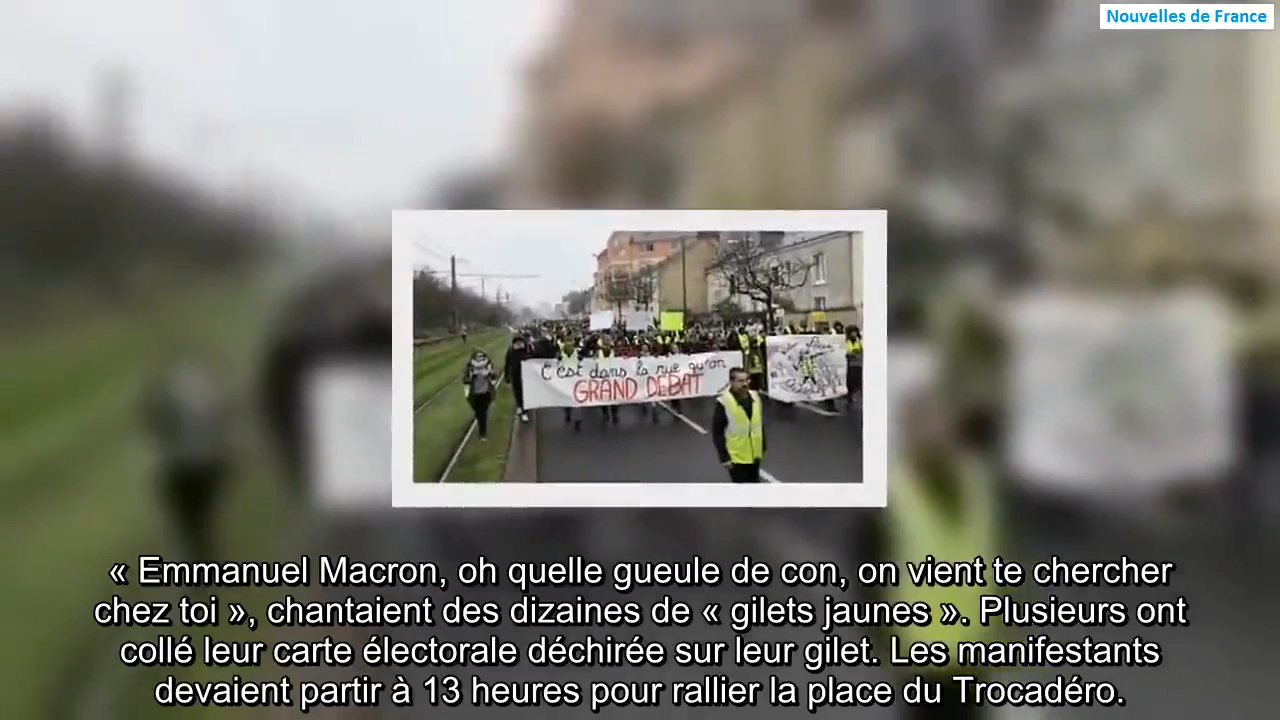 Nouvelles de France
C'est dans la rue qu'on
GRAND DEBAT
« Emmanuel Macron, oh quelle gueule de con, on vient te chercher
chez toi », chantaient des dizaines de « gilets jaunes ». Plusieurs ont
collé leur carte électorale déchirée sur leur gilet. Les manifestants
devaient partir à 13 heures pour rallier la place du Trocadéro.